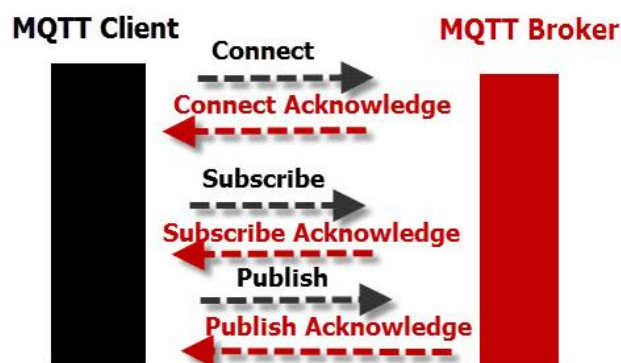 MQTT Client
MQTT Broker
Connect
Connect Acknowledge
Subscribe
Subscribe Acknowledge
Publish
Publish Acknowledge